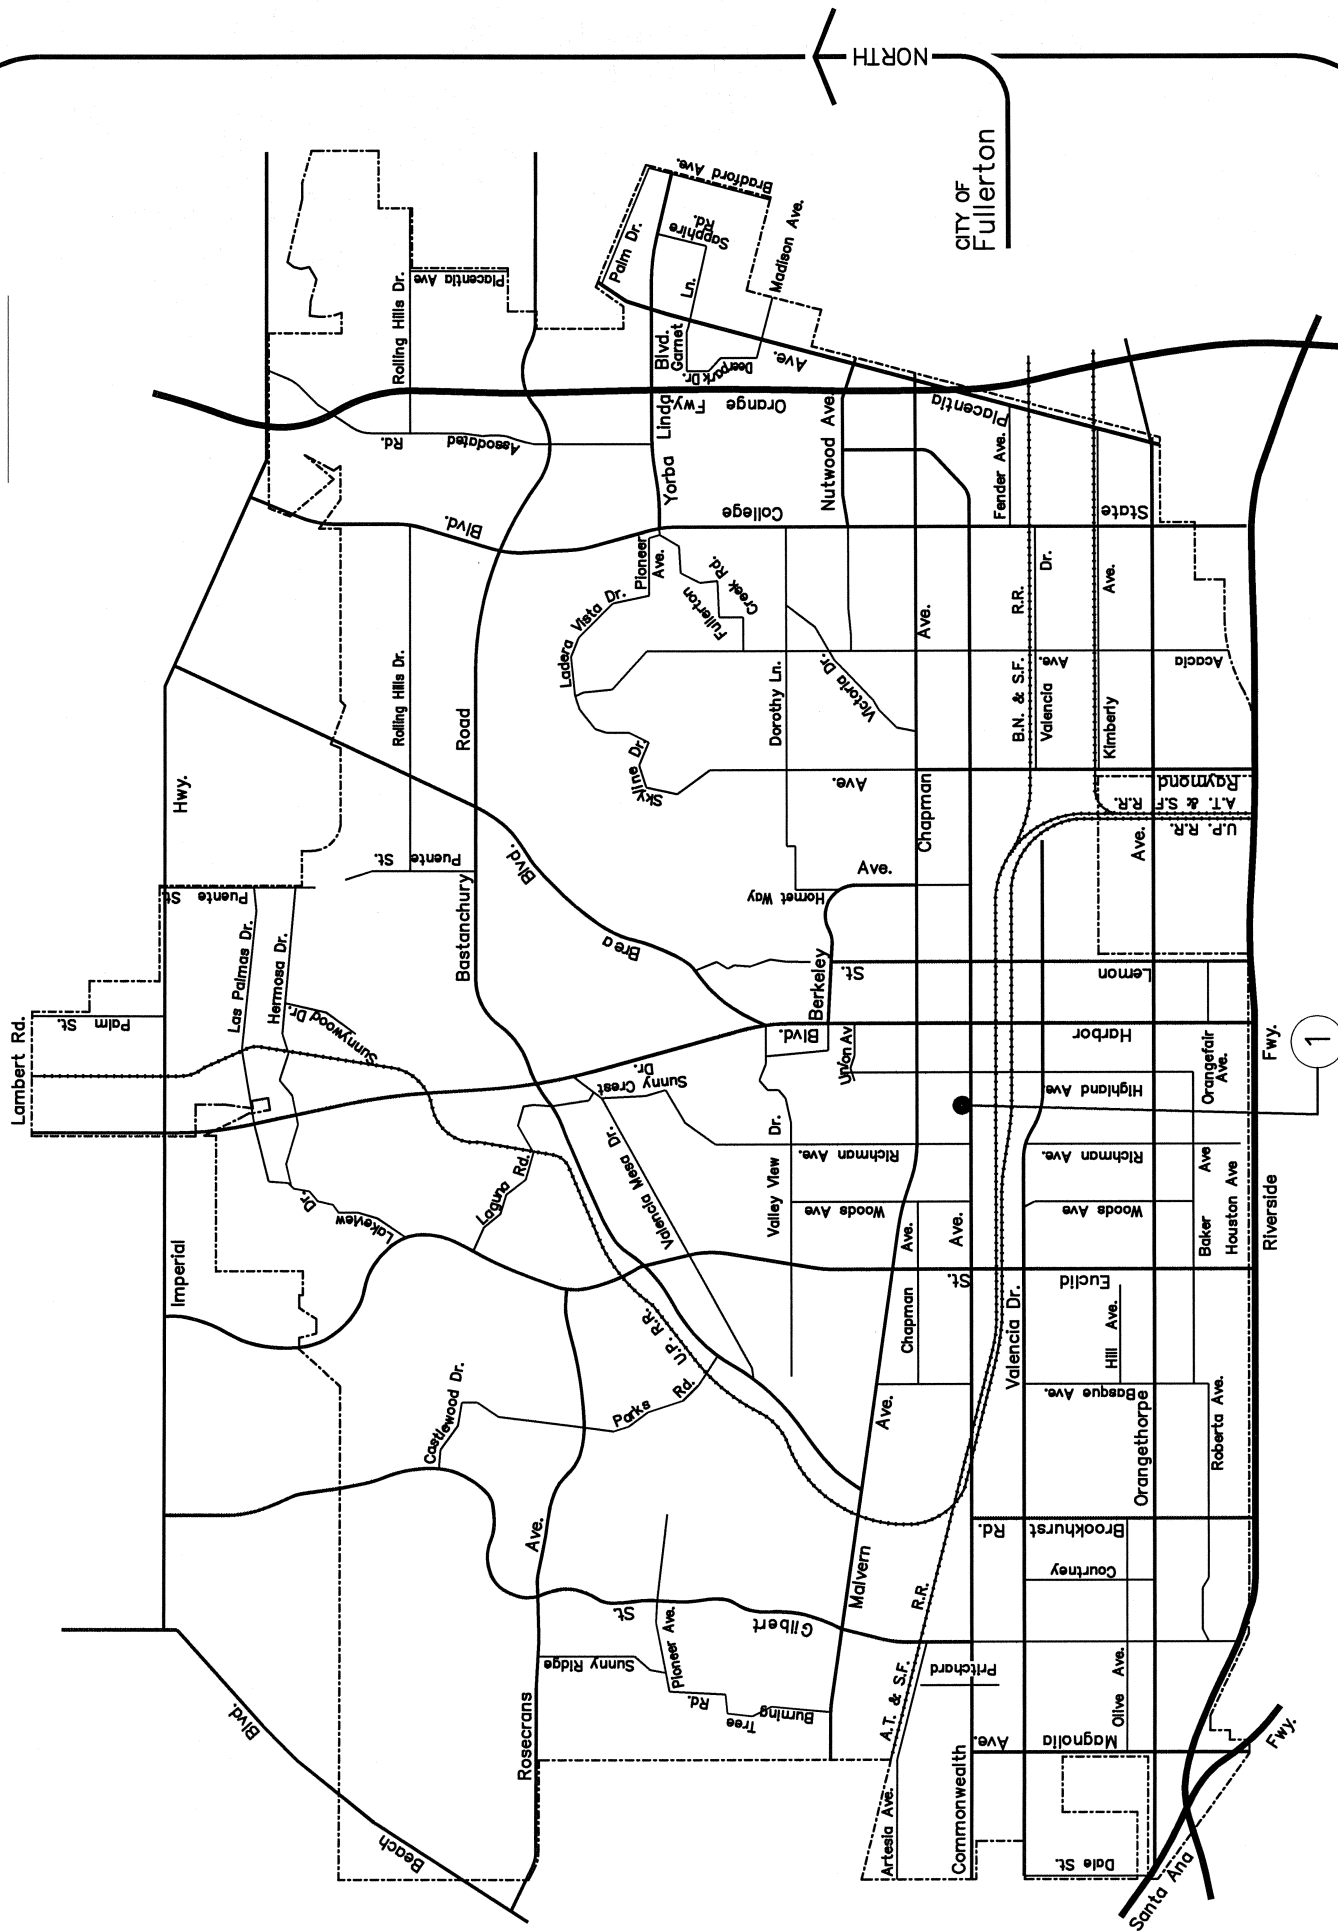 NORTH
CITY OF
Fullerton
Lambert Rd.
Palm St.
Imperial
Hwy.
Puente St.
Las Palmas Dr.
Hermosa Dr.
Sunnywood Dr.
Lakeview
Dr.
Laguna Rd.
Castlewood Dr.
Parks
Rd.
U.P. R.R.
Valencia Mesa Dr.
Sunny Crest
Dr.
Bastanchury
Road
Puente St.
Rolling Hills Dr.
Rolling Hills Dr.
Placentia Ave
Associated
Rd.
Brea
Blvd.
Blvd.
Palm Dr.
Bradford Ave.
Sapphire
Rd.
Madison Ave.
Garnet
Ln.
Deerpark Dr.
Yorba
Linda
Blvd.
Orange
Fwy.
Placentia
Ave.
Nutwood Ave.
College
State
Fender Ave.
Pioneer
Ave.
Ladera Vista Dr.
Skyline Dr.
Fullerton
Creek Rd.
Dorothy Ln.
Victoria Dr.
Acacia
Ave.
Raymond
Ave.
Hornet Way
Berkeley
Ave.
Chapman
Ave.
B.N. & S.F.
R.R.
Valencia
Dr.
Kimberly
Ave.
A.T. & S.F. R.R.
U.P. R.R.
Lemon
St.
Harbor
Blvd.
Union Av
Highland Ave.
Valley View
Dr.
Richman Ave.
Richman Ave.
Woods Ave
Woods Ave
Euclid
St.
Chapman
Ave.
Commonwealth
Ave.
Valencia Dr.
Orangethorpe
Ave.
Orangefair
Ave.
Baker
Ave
Houston Ave
Hill
Ave.
Basque Ave.
Roberta Ave.
Brookhurst
Rd.
Courtney
Malvern
Ave.
Rosecrans
Ave.
Gilbert
St.
Pioneer Ave.
Sunny Ridge
Burning
Tree
Rd.
A.T. & S.F.
R.R.
Artesia Ave.
Pritchard
Magnolia
Ave.
Olive
Ave.
Dale St.
Beach
Blvd.
Santa Ana
Fwy.
Riverside
Fwy.
1